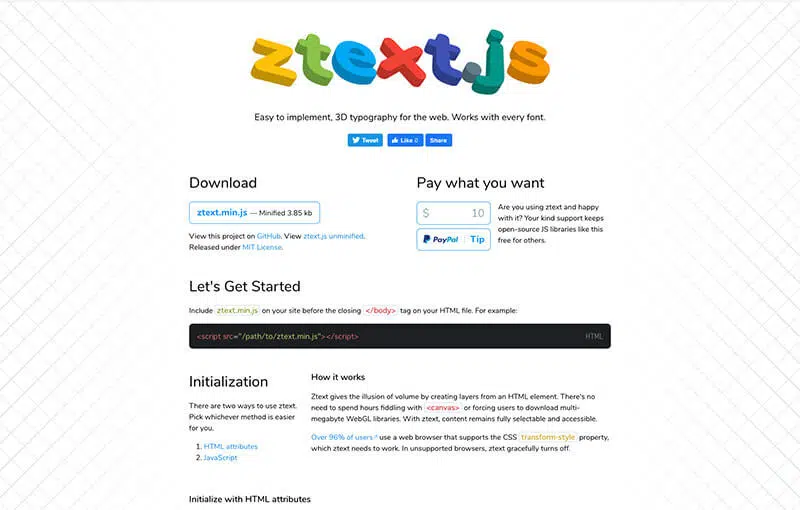 ztext.js
Easy to implement, 3D typography for the web. Works with every font.
Tweet
Like 0
Share
Download
ztext.min.js — Minified 3.85 kb
View this project on GitHub. View ztext.js unminified.
Released under MIT License.
Pay what you want
$ 10
PayPal | Tip
Are you using ztext and happy
with it? Your kind support keeps
open-source JS libraries like this
free for others.
Let's Get Started
Include ztext.min.js on your site before the closing </body> tag on your HTML file. For example:
<script src="/path/to/ztext.min.js"></script>
HTML
Initialization
There are two ways to use ztext.
Pick whichever method is easier
for you.
1. HTML attributes
2. JavaScript
How it works
Ztext gives the illusion of volume by creating layers from an HTML element. There's no
need to spend hours fiddling with <canvas> or forcing users to download multi-
megabyte WebGL libraries. With ztext, content remains fully selectable and accessible.
Over 96% of users use a web browser that supports the CSS transform-style property,
which ztext needs to work. In unsupported browsers, ztext gracefully turns off.
Initialize with HTML attributes